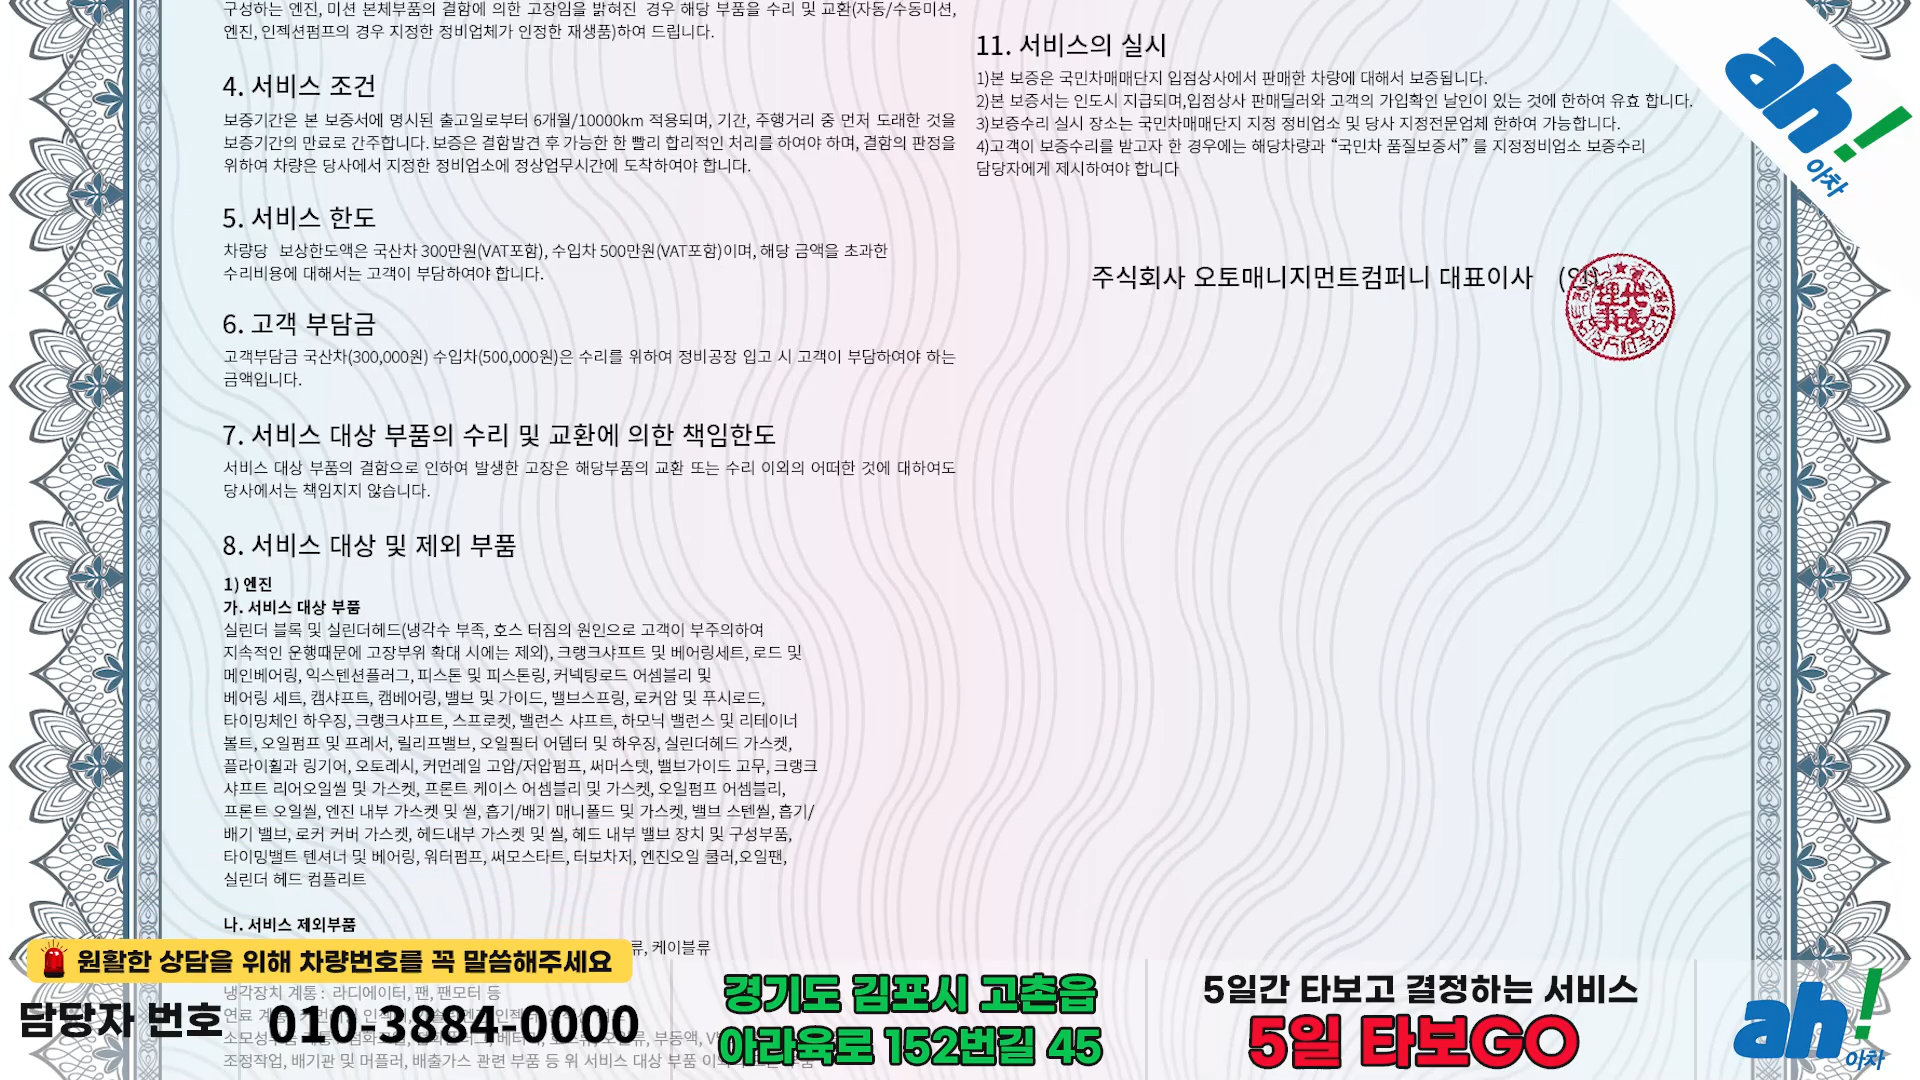 구성하는 엔진, 미션 본체부품의 결함에 의한 고장임을 밝혀진 경우 해당 부품을 수리 및 교환(자동/수동미션,
엔진, 인젝션펌프의 경우 지정한 정비업체가 인정한 재생품)하여 드립니다.
4. 서비스 조건
보증기간은 본 보증서에 명시된 출고일로부터 6개월/10000km 적용되며, 기간, 주행거리 중 먼저 도래한 것을
보증기간의 만료로 간주합니다. 보증은 결함발견 후 가능한 한 빨리 합리적인 처리를 하여야 하며, 결함의 판정을
위하여 차량은 당사에서 지정한 정비업소에 정상업무시간에 도착하여야 합니다.
5. 서비스 한도
차량당 보상한도액은 국산차 300만원(VAT포함), 수입차 500만원(VAT포함)이며, 해당 금액을 초과한
수리비용에 대해서는 고객이 부담하여야 합니다.
6. 고객 부담금
고객부담금 국산차(300,000원) 수입차(500,000원)은 수리를 위하여 정비공장 입고 시 고객이 부담하여야 하는
금액입니다.
7. 서비스 대상 부품의 수리 및 교환에 의한 책임한도
서비스 대상 부품의 결함으로 인하여 발생한 고장은 해당부품의 교환 또는 수리 이외의 어떠한 것에 대하여도
당사에서는 책임지지 않습니다.
8. 서비스 대상 및 제외 부품
1) 엔진
가. 서비스 대상 부품
실린더 블록 및 실린더헤드(냉각수 부족, 호스 터짐의 원인으로 고객이 부주의하여
지속적인 운행때문에 고장부위 확대 시에는 제외), 크랭크샤프트 및 베어링세트, 로드 및
메인베어링, 익스텐션플러그, 피스톤 및 피스톤링, 커넥팅로드 어셈블리 및
베어링 세트, 캠샤프트, 캠베어링, 밸브 및 가이드, 밸브스프링, 로커암 및 푸시로드,
타이밍체인 하우징, 크랭크샤프트, 스프로켓, 밸런스 샤프트, 하모닉 밸런스 및 리테이너
볼트, 오일펌프 및 프레서, 릴리프밸브, 오일필터 어뎁터 및 하우징, 실린더헤드 가스켓,
플라이휠과 링기어, 오토래시, 커먼레일 고압/저압펌프, 써머스텟, 밸브가이드 고무, 크랭크
샤프트 리어오일씰 및 가스켓, 프론트 케이스 어셈블리 및 가스켓, 오일펌프 어셈블리,
프론트 오일씰, 엔진 내부 가스켓 및 씰, 흡기/배기 매니폴드 및 가스켓, 밸브 스텐씰, 흡기/
배기 밸브, 로커 커버 가스켓, 헤드내부 가스켓 및 씰, 헤드 내부 밸브 장치 및 구성부품,
타이밍밸트 텐셔너 및 베어링, 워터펌프, 써모스타트, 터보차저, 엔진오일 쿨러,오일팬,
실린더 헤드 컴플리트
나. 서비스 제외부품
류, 케이블류
냉각장치 계통 : 라디에이터, 팬, 팬모터 등
연료
소모성
조정작업, 배기관 및 머플러, 배출가스 관련 부품 등 위 서비스 대상 부품
11. 서비스의 실시
1)본 보증은 국민차매매단지 입점상사에서 판매한 차량에 대해서 보증됩니다.
2)본 보증서는 인도시 지급되며,입점상사 판매딜러와 고객의 가입확인 날인이 있는 것에 한하여 유효 합니다.
3)보증수리 실시 장소는 국민차매매단지 지정 정비업소 및 당사 지정전문업체 한하여 가능합니다.
4)고객이 보증수리를 받고자 한 경우에는 해당차량과 “국민차 품질보증서” 를 지정정비업소 보증수리
담당자에게 제시하여야 합니다
주식회사 오토매니지먼트컴퍼니 대표이사
ah!
아차
원활한 상담을 위해 차량번호를 꼭 말씀해주세요
담당자 번호 010-3884-0000
경기도 김포시 고촌읍
아라육로 152번길 45
5일간 타보고 결정하는 서비스
5일 타보GO
ah!
아차